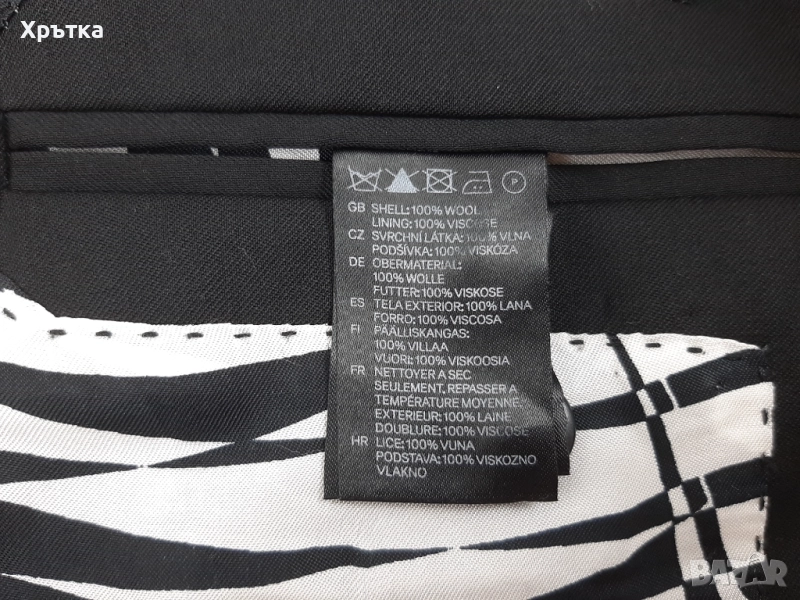 Хрътка
P
GB SHELL: 100% WOOL
LINING: 100% VISCOSE
CZ SVRCHNI LÁTKA: 100% VLNA
PODŠÍVKA: 100% VISKÓZA
DE OBERMATERIAL:
100% WOLLE
FUTTER: 100% VISKOSE
ES TELA EXTERIOR: 100% LANA
FORRO: 100% VISCOSA
FI PÄÄLLISKANGAS:
100% VILLAA
VUORI: 100% VISKOOSIA
FR NETTOYER A SEC
SEULEMENT. REPASSER A
TEMPÉRATURE MOYENNE.
EXTERIEUR: 100% LAINE
DOUBLURE: 100% VISCOSE
HR LICE: 100% VUNA
PODSTAVA: 100% VISKOZNO
VLAKNO
BAZAR